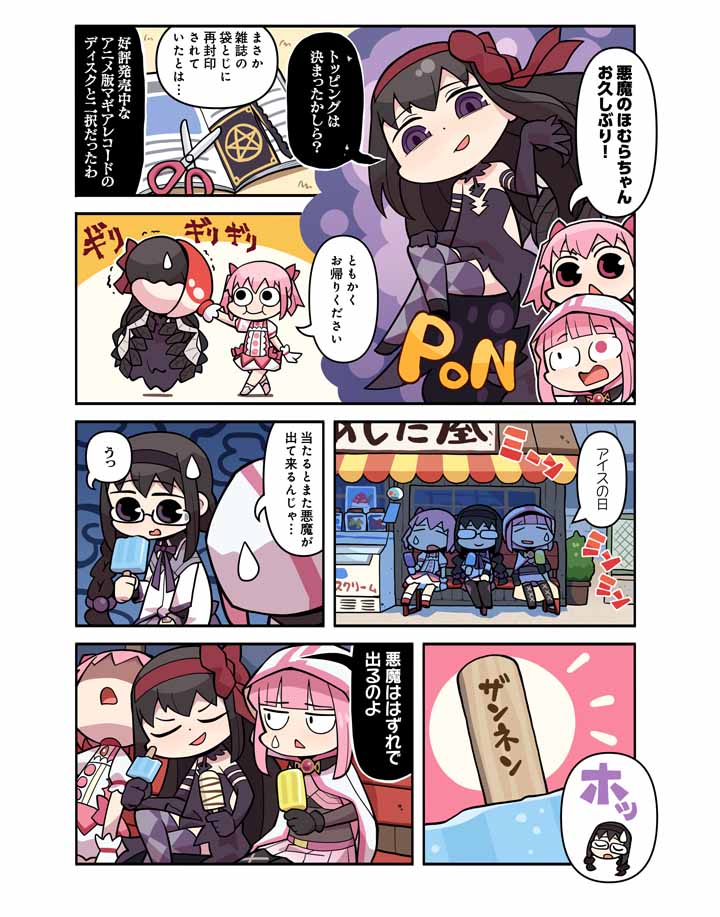 悪魔のほむらちゃん
お久しぶり！
トッピングは
決まったかしら？
まさか
雑誌の
袋とじに
再封印
されて
いたとは…
好評発売中な
アニメ版マギアレコードの
ディスクと二択だったわ
PoN
ともかく
お帰りください
ギリギリ
ギリ
アイスの日
ミーン
ミンミン
スクリーム
当たるとまた悪魔が
出て来るんじゃ…
うっ
ザンネン
ホッ
悪魔ははずれで
出るのよ